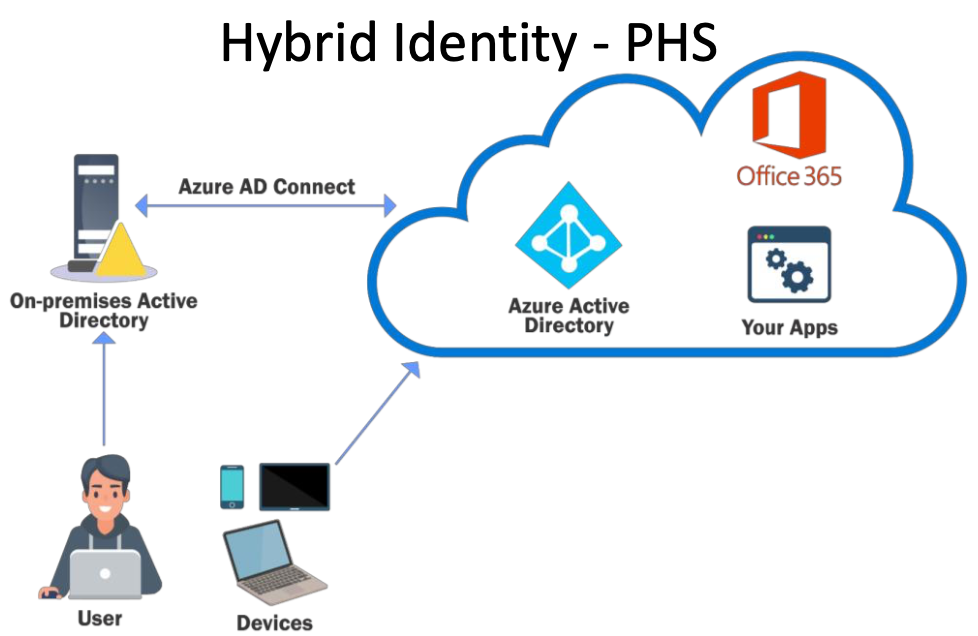 Hybrid Identity - PHS
Office 365
Azure AD Connect
On-premises Active
Directory
Azure Active
Directory
Your Apps
User
Devices